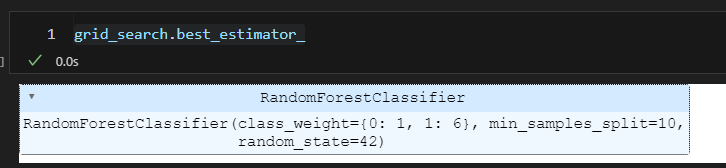 1 grid_search.best_estimator_
] 0.0s
RandomForestClassifier
RandomForestClassifier(class_weight={0: 1, 1: 6}, min_samples_split=10,
random_state=42)